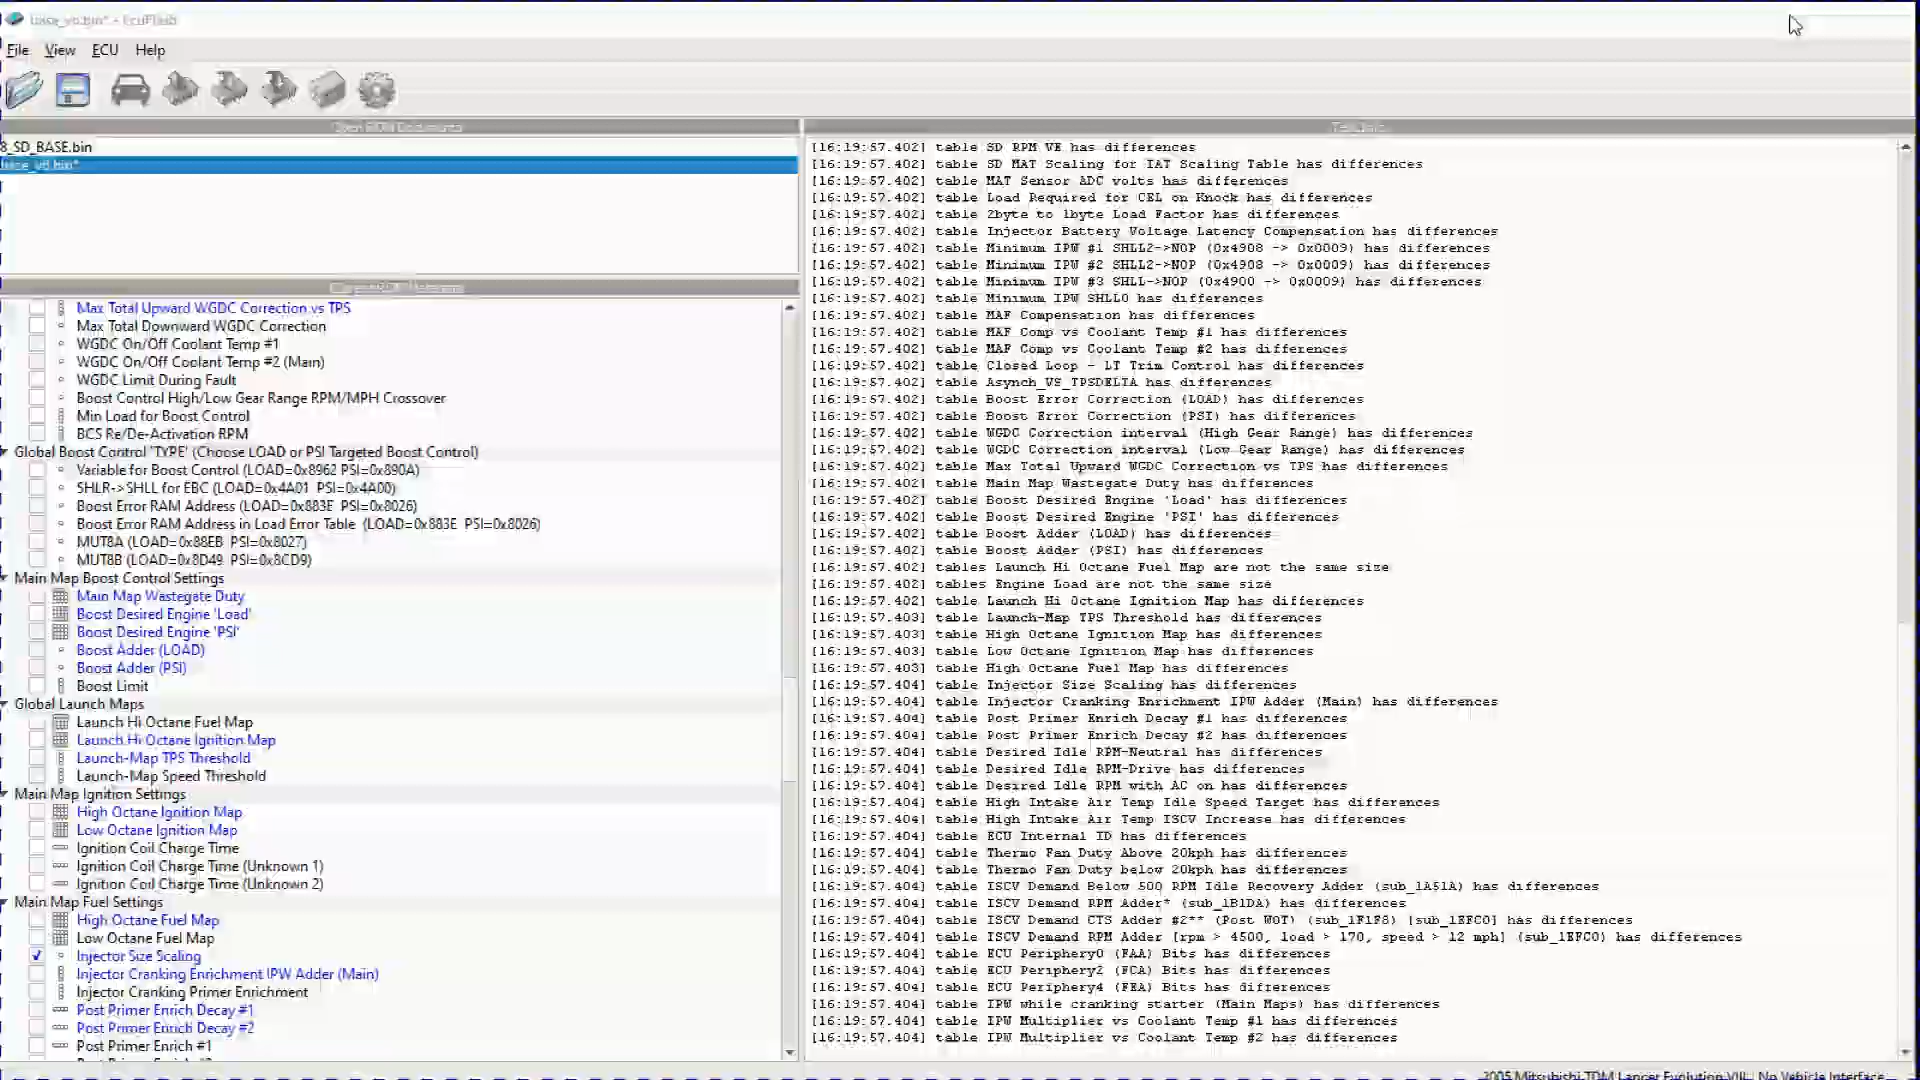 base_v6.bin* - EcuFlash
File View ECU Help
Open ROM Documents
8_SD_BASE.bin
base_v6.bin*
Max Total Upward WGDC Correction vs TPS
Max Total Downward WGDC Correction
WGDC On/Off Coolant Temp #1
WGDC On/Off Coolant Temp #2 (Main)
WGDC Limit During Fault
Boost Control High/Low Gear Range RPM/MPH Crossover
Min Load for Boost Control
BCS Re/De-Activation RPM
Global Boost Control 'TYPE' (Choose LOAD or PSI Targeted Boost Control)
Variable for Boost Control (LOAD=0x8962 PSI=0x890A)
SHLR->SHLL for EBC (LOAD=0x4A01 PSI=0x4A00)
Boost Error RAM Address (LOAD=0x883E PSI=0x8026)
Boost Error RAM Address in Load Error Table (LOAD=0x883E PSI=0x8026)
MUT8A (LOAD=0x88EB PSI=0x8027)
MUT8B (LOAD=0x8D49 PSI=0x8CD9)
Main Map Boost Control Settings
Main Map Wastegate Duty
Boost Desired Engine 'Load'
Boost Desired Engine 'PSI'
Boost Adder (LOAD)
Boost Adder (PSI)
Boost Limit
Global Launch Maps
Launch Hi Octane Fuel Map
Launch Hi Octane Ignition Map
Launch-Map TPS Threshold
Launch-Map Speed Threshold
Main Map Ignition Settings
High Octane Ignition Map
Low Octane Ignition Map
Ignition Coil Charge Time
Ignition Coil Charge Time (Unknown 1)
Ignition Coil Charge Time (Unknown 2)
Main Map Fuel Settings
High Octane Fuel Map
Low Octane Fuel Map
Injector Size Scaling
Injector Cranking Enrichment IPW Adder (Main)
Injector Cranking Primer Enrichment
Post Primer Enrich Decay #1
Post Primer Enrich Decay #2
Post Primer Enrich #1
[16:19:57.402] table SD RPM VE has differences
[16:19:57.402] table SD MAT Scaling for IAT Scaling Table has differences
[16:19:57.402] table MAT Sensor ADC volts has differences
[16:19:57.402] table Load Required for CEL on Knock has differences
[16:19:57.402] table 2byte to 1byte Load Factor has differences
[16:19:57.402] table Injector Battery Voltage Latency Compensation has differences
[16:19:57.402] table Minimum IPW #1 SHLL2->NOP (0x4908 -> 0x0009) has differences
[16:19:57.402] table Minimum IPW #2 SHLL2->NOP (0x4908 -> 0x0009) has differences
[16:19:57.402] table Minimum IPW #3 SHLL->NOP (0x4900 -> 0x0009) has differences
[16:19:57.402] table Minimum IPW SHLL0 has differences
[16:19:57.402] table MAF Compensation has differences
[16:19:57.402] table MAF Comp vs Coolant Temp #1 has differences
[16:19:57.402] table MAF Comp vs Coolant Temp #2 has differences
[16:19:57.402] table Closed Loop - LT Trim Control has differences
[16:19:57.402] table Asynch_VS_TPSDELTA has differences
[16:19:57.402] table Boost Error Correction (LOAD) has differences
[16:19:57.402] table Boost Error Correction (PSI) has differences
[16:19:57.402] table WGDC Correction interval (High Gear Range) has differences
[16:19:57.402] table WGDC Correction interval (Low Gear Range) has differences
[16:19:57.402] table Max Total Upward WGDC Correction vs TPS has differences
[16:19:57.402] table Main Map Wastegate Duty has differences
[16:19:57.402] table Boost Desired Engine 'Load' has differences
[16:19:57.402] table Boost Desired Engine 'PSI' has differences
[16:19:57.402] table Boost Adder (LOAD) has differences
[16:19:57.402] table Boost Adder (PSI) has differences
[16:19:57.402] tables Launch Hi Octane Fuel Map are not the same size
[16:19:57.402] tables Engine Load are not the same size
[16:19:57.402] table Launch Hi Octane Ignition Map has differences
[16:19:57.403] table Launch-Map TPS Threshold has differences
[16:19:57.403] table High Octane Ignition Map has differences
[16:19:57.403] table Low Octane Ignition Map has differences
[16:19:57.403] table High Octane Fuel Map has differences
[16:19:57.404] table Injector Size Scaling has differences
[16:19:57.404] table Injector Cranking Enrichment IPW Adder (Main) has differences
[16:19:57.404] table Post Primer Enrich Decay #1 has differences
[16:19:57.404] table Post Primer Enrich Decay #2 has differences
[16:19:57.404] table Desired Idle RPM-Neutral has differences
[16:19:57.404] table Desired Idle RPM-Drive has differences
[16:19:57.404] table Desired Idle RPM with AC on has differences
[16:19:57.404] table High Intake Air Temp Idle Speed Target has differences
[16:19:57.404] table High Intake Air Temp ISCV Increase has differences
[16:19:57.404] table ECU Internal ID has differences
[16:19:57.404] table Thermo Fan Duty Above 20kph has differences
[16:19:57.404] table Thermo Fan Duty below 20kph has differences
[16:19:57.404] table ISCV Demand Below 500 RPM Idle Recovery Adder (sub_1A51A) has differences
[16:19:57.404] table ISCV Demand RPM Adder* (sub_1B1DA) has differences
[16:19:57.404] table ISCV Demand CTS Adder #2** (Post WOT) (sub_1F1F8) [sub_1EFC0] has differences
[16:19:57.404] table ISCV Demand RPM Adder [rpm > 4500, load > 170, speed > 12 mph] (sub_1EFC0) has differences
[16:19:57.404] table ECU Periphery0 (FAA) Bits has differences
[16:19:57.404] table ECU Periphery2 (FCA) Bits has differences
[16:19:57.404] table ECU Periphery4 (FEA) Bits has differences
[16:19:57.404] table IPW while cranking starter (Main Maps) has differences
[16:19:57.404] table IPW Multiplier vs Coolant Temp #1 has differences
[16:19:57.404] table IPW Multiplier vs Coolant Temp #2 has differences
2005 Mitsubishi TDM Lancer Evolution VIII No Vehicle Interface